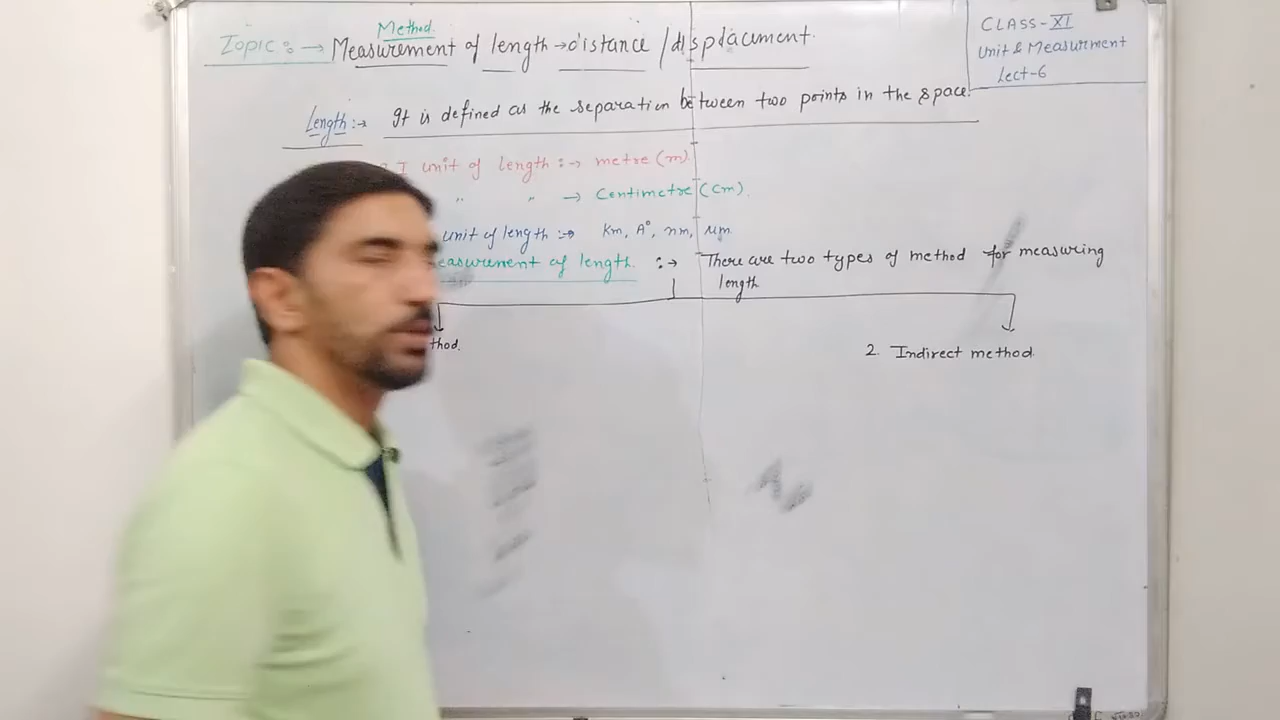 Method.
Topic :→ Measurement of length → distance / displacement.
CLASS-XI
Unit & Measurment
Lect-6
Length :→ It is defined as the separation between two points in the space.
I unit of length :→ metre (m).
" " → Centimetre (cm).
unit of length :→ Km, A°, nm, μm
easurement of length. :→ There are two types of method for measuring
length
thod.
2. Indirect method.